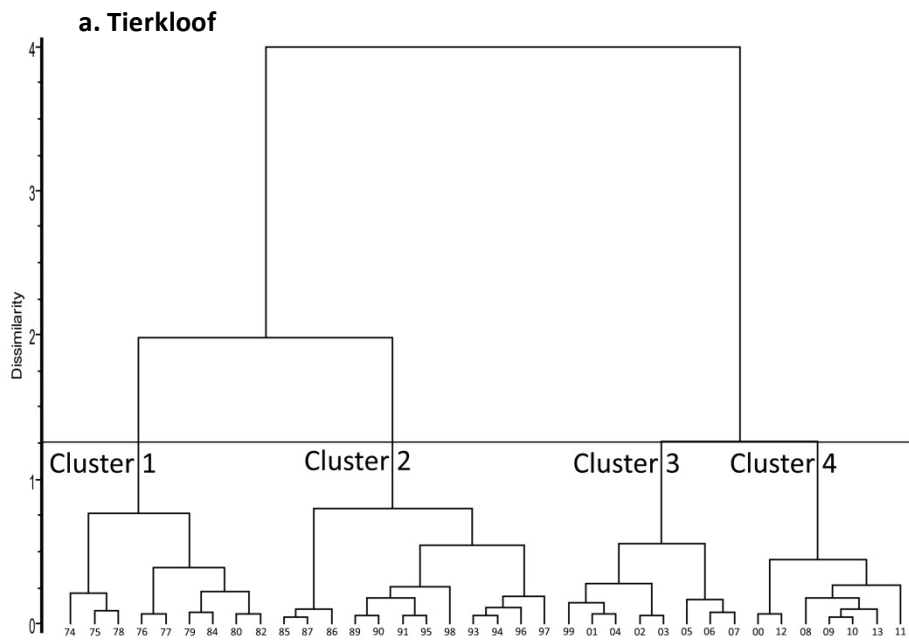 a. Tierkloof
4
3
2
1
0
Dissimilarity
Cluster 1 Cluster 2 Cluster 3 Cluster 4
74 75 78 76 77 79 84 80 82 85 87 86 89 90 91 95 98 93 94 96 97 99 01 04 02 03 05 06 07 00 12 08 09 10 13 11